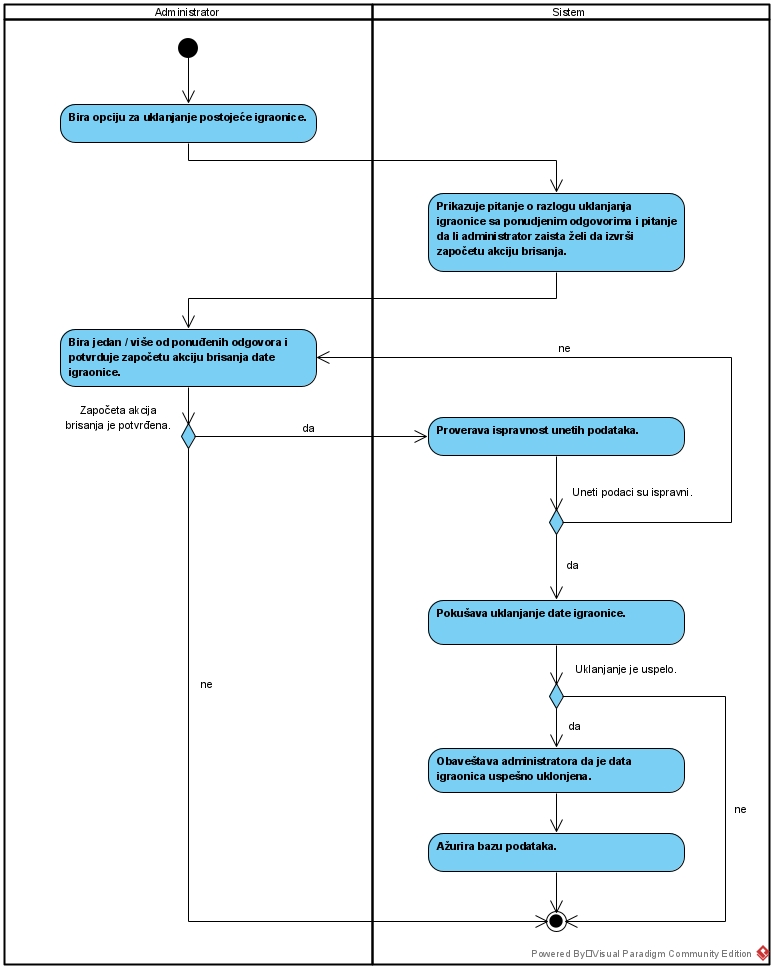 Administrator
Sistem
Bira opciju za uklanjanje postojeće igraonice.
Prikazuje pitanje o razlogu uklanjanja
igraonice sa ponudjenim odgovorima i pitanje
da li administrator zaista želi da izvrši
započetu akciju brisanja.
Bira jedan / više od ponuđenih odgovora i
potvrduje započetu akciju brisanja date
igraonice.
ne
Započeta akcija
brisanja je potvrđena.
da
Proverava ispravnost unetih podataka.
Uneti podaci su ispravni.
da
Pokušava uklanjanje date igraonice.
Uklanjanje je uspelo.
ne
da
Obaveštava administratora da je data
igraonica uspešno uklonjena.
ne
Ažurira bazu podataka.
Powered By□Visual Paradigm Community Edition